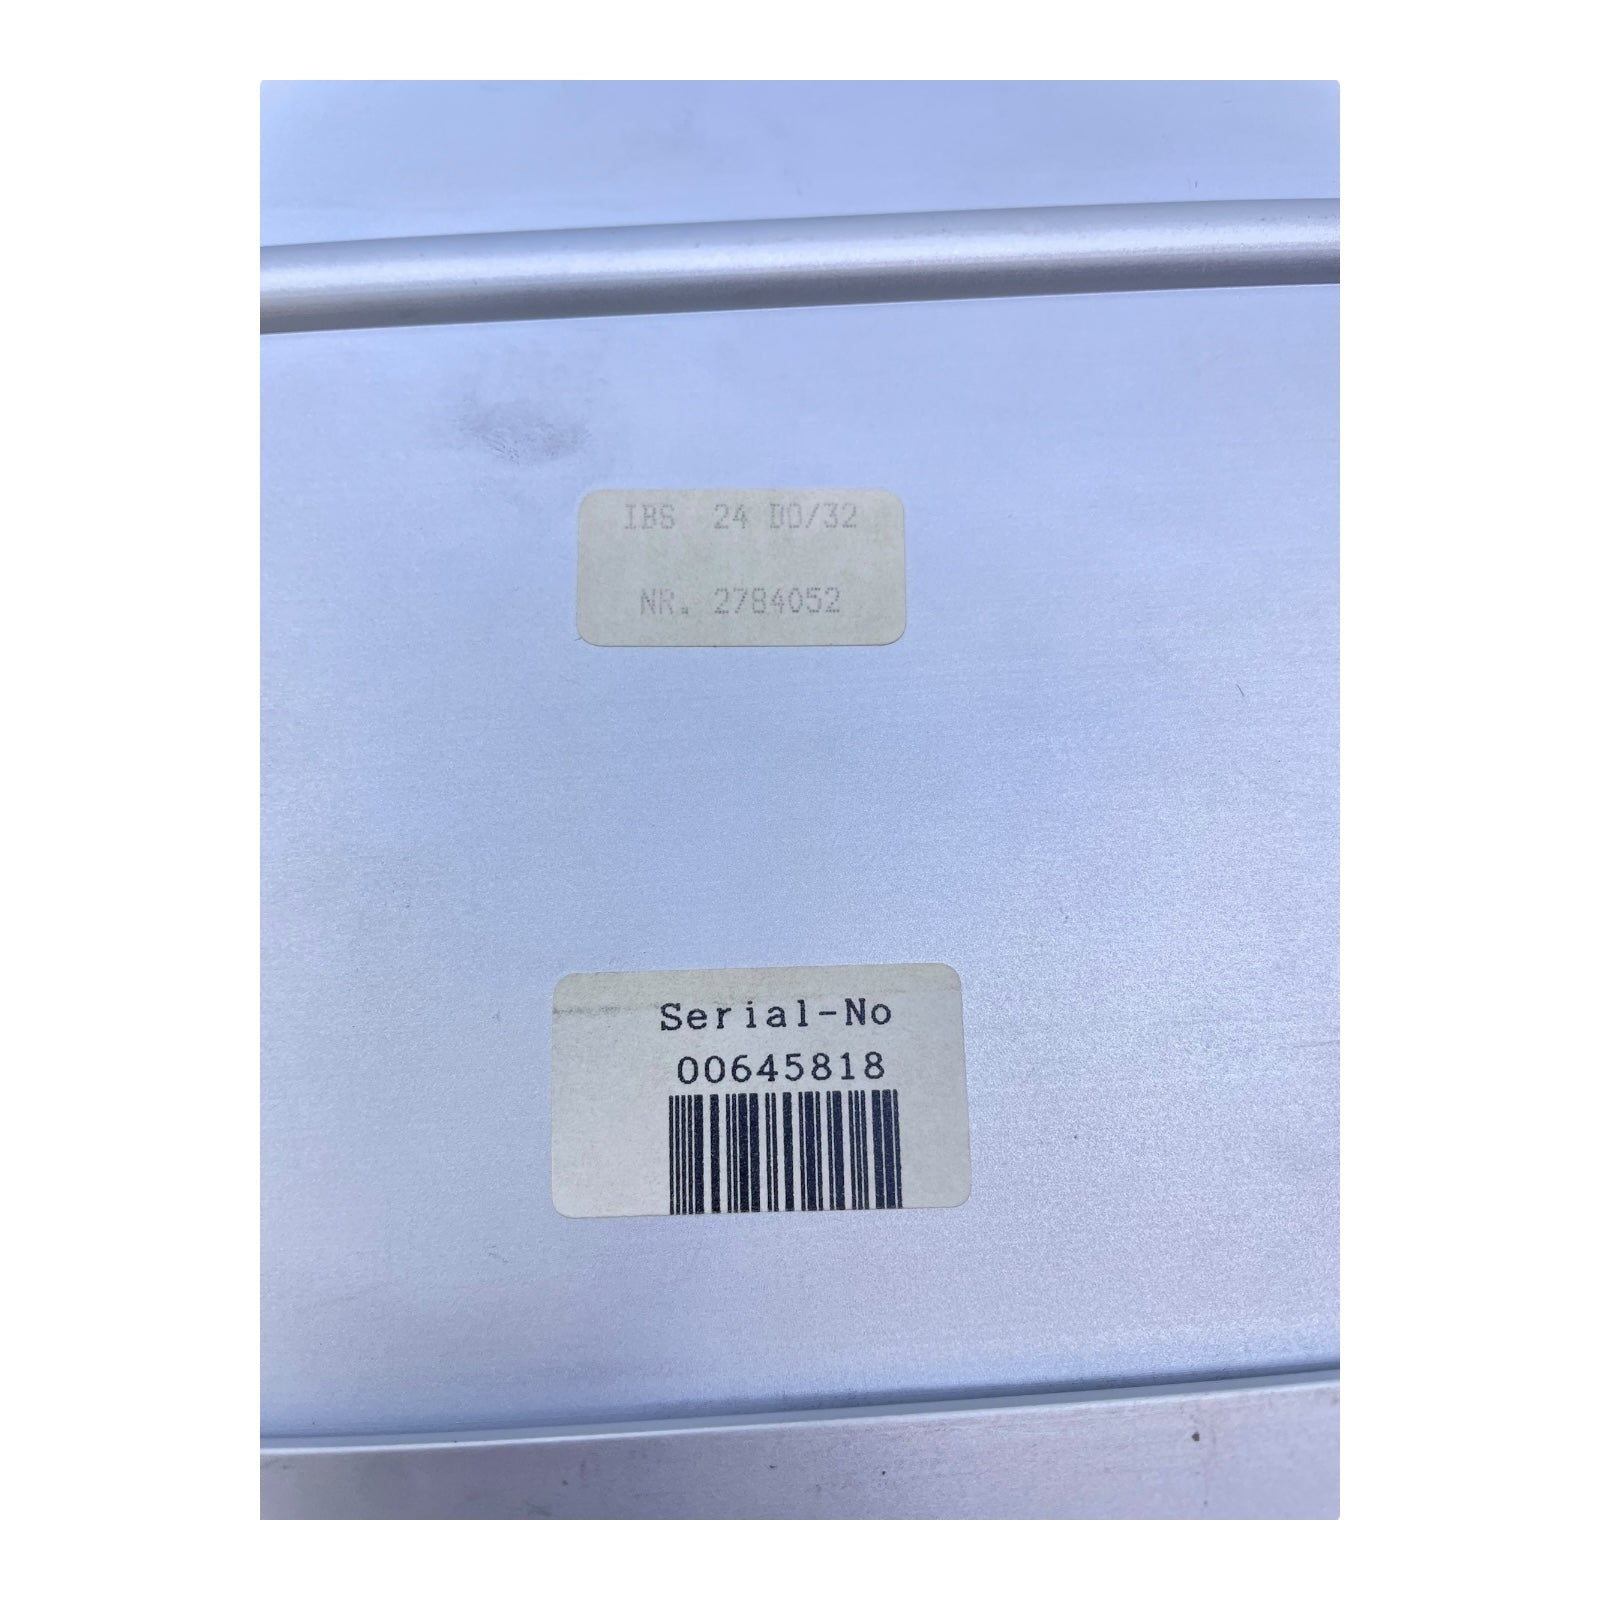 IBS 24 DO/32
NR. 2784052
Serial-No
00645818